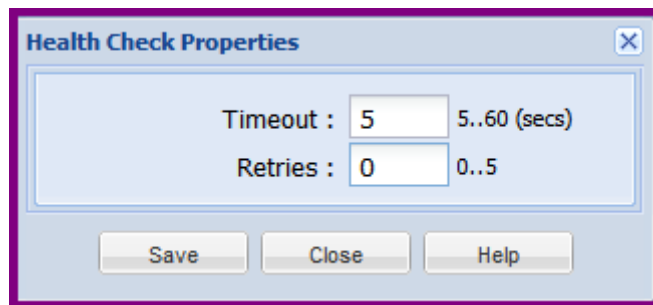 Health Check Properties
Timeout : 5 5..60 (secs)
Retries : 0 0..5
Save Close Help